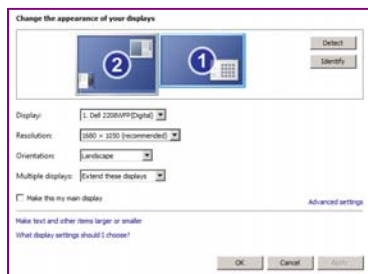 Change the appearance of your displays
2
1
Detect
Identify
Display:
1. Dell 2208WFP(Digital)
Resolution:
1680 × 1050 (recommended)
Orientation:
Landscape
Multiple displays:
Extend these displays
Make this my main display
Advanced settings
Make text and other items larger or smaller
What display settings should I choose?
OK
Cancel
Apply